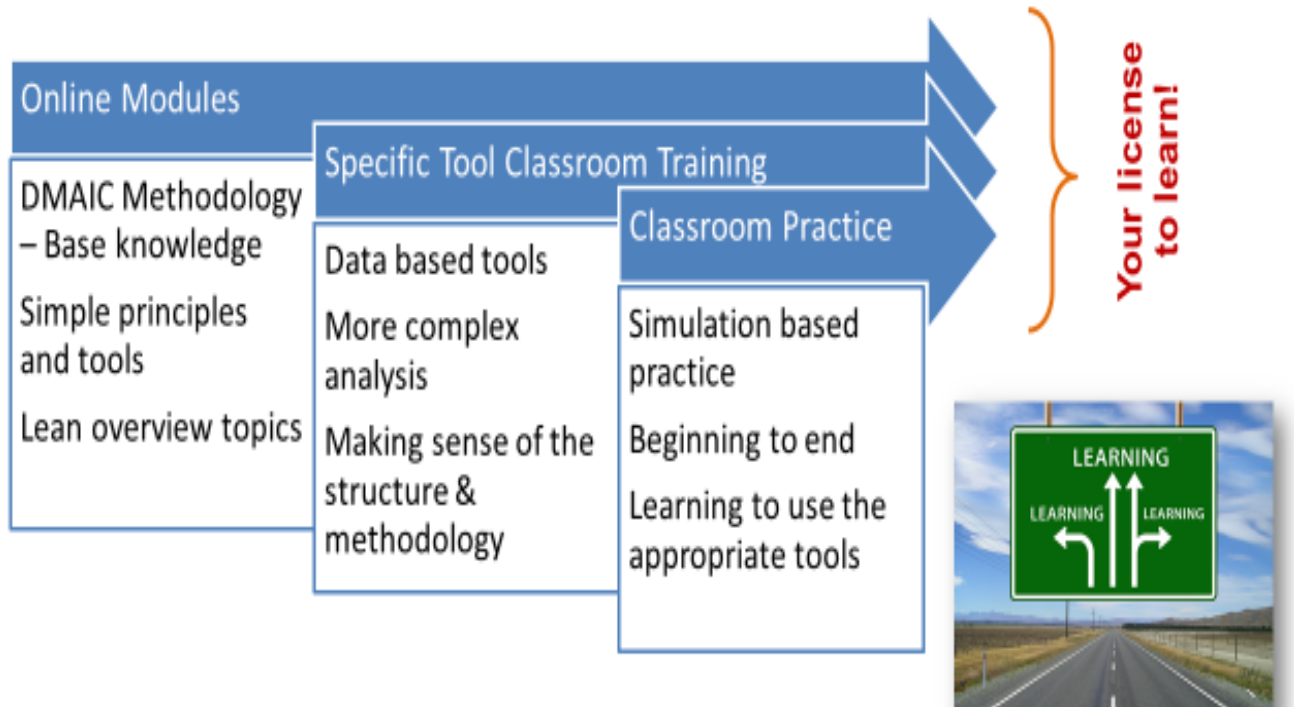 Online Modules
DMAIC Methodology
– Base knowledge
Simple principles
and tools
Lean overview topics
Specific Tool Classroom Training
Data based tools
More complex
analysis
Making sense of the
structure &
methodology
Classroom Practice
Simulation based
practice
Beginning to end
Learning to use the
appropriate tools
Your license
to learn!
LEARNING
LEARNING
LEARNING